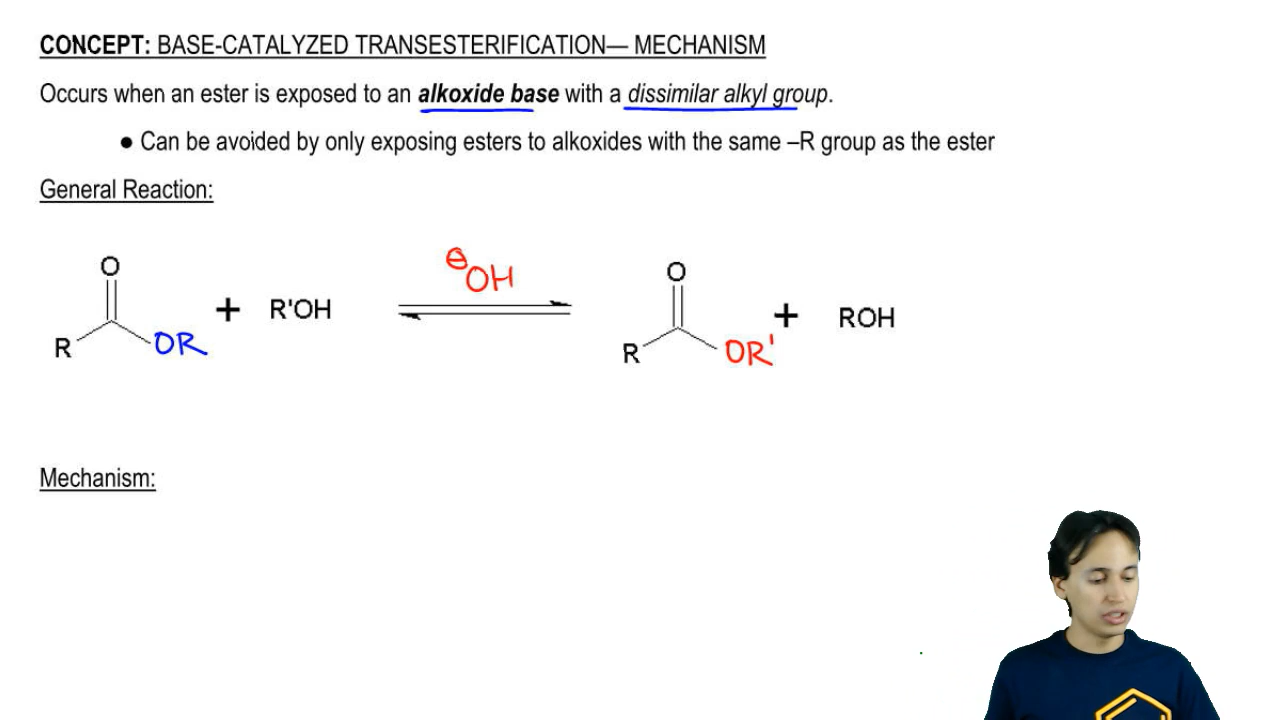 CONCEPT: BASE-CATALYZED TRANSESTERIFICATION— MECHANISM
Occurs when an ester is exposed to an alkoxide base with a dissimilar alkyl group.
● Can be avoided by only exposing esters to alkoxides with the same –R group as the ester
General Reaction:
O
R
OR
+
R'OH
⊖OH
O
R
OR'
+
ROH
Mechanism: